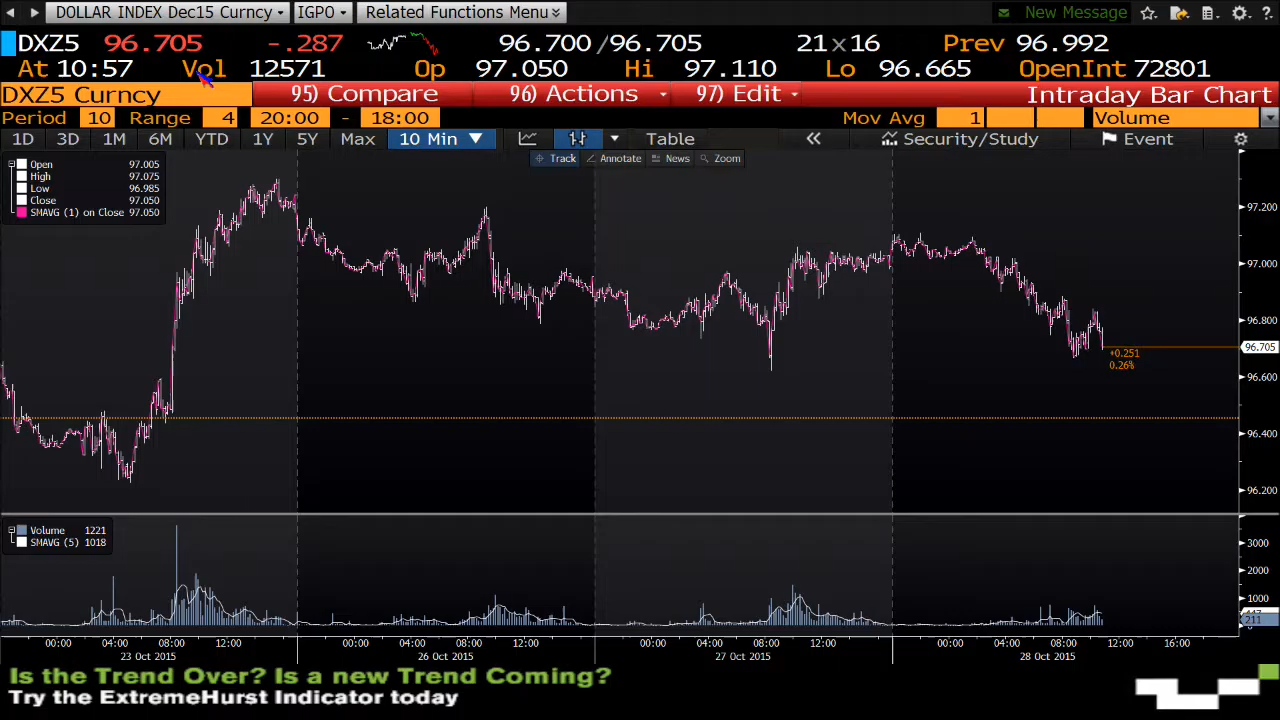 DOLLAR INDEX Dec15 Curncy IGPO Related Functions Menu New Message
DXZ5 96.705 -.287 96.700 /96.705 21 x 16 Prev 96.992
At 10:57 Vol 12571 Op 97.050 Hi 97.110 Lo 96.665 OpenInt 72801
DXZ5 Curncy 95) Compare 96) Actions 97) Edit Intraday Bar Chart
Period 10 Range 4 20:00 - 18:00 Mov Avg 1 Volume
1D 3D 1M 6M YTD 1Y 5Y Max 10 Min Table Security/Study Event
Track Annotate News Zoom
Open 97.005
High 97.075
Low 96.985
Close 97.050
SMAVG (1) on Close 97.050
97.200
97.000
96.800
96.705
+0.251
0.26%
96.600
96.400
96.200
Volume 1221
SMAVG (5) 1018
3000
2000
1000
211
00:00 04:00 08:00 12:00 00:00 04:00 08:00 12:00 00:00 04:00 08:00 12:00 00:00 04:00 08:00 12:00 16:00
23 Oct 2015 26 Oct 2015 27 Oct 2015 28 Oct 2015
Is the Trend Over? Is a new Trend Coming?
Try the ExtremeHurst Indicator today